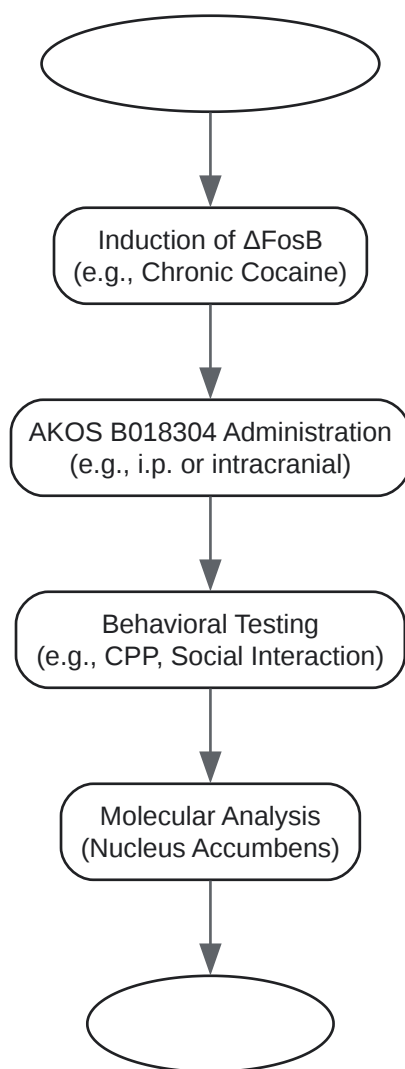 Induction of ΔFosB
(e.g., Chronic Cocaine)
AKOS B018304 Administration
(e.g., i.p. or intracranial)
Behavioral Testing
(e.g., CPP, Social Interaction)
Molecular Analysis
(Nucleus Accumbens)